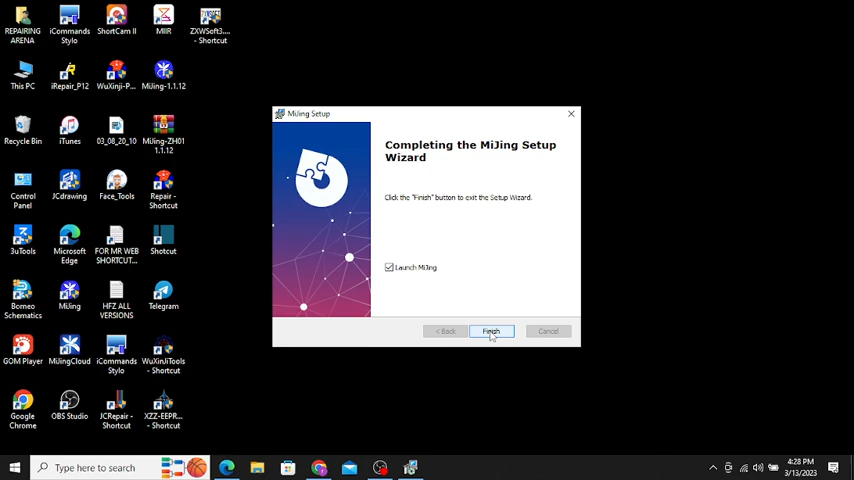 REPAIRING
ARENA
iCommands
Stylo
ShortCam II
MIIR
ZXWSoft3....
- Shortcut
This PC
iRepair_P12
WuXinji-P...
MiJing-1.1.12
Recycle Bin
iTunes
03_08_20_10
MiJing-ZH01
1.1.12
Control
Panel
JCdrawing
Face_Tools
Repair -
Shortcut
3uTools
Microsoft
Edge
FOR MR WEB
SHORTCUT...
Shotcut
Borneo
Schematics
MiJing
HFZ ALL
VERSIONS
Telegram
GOM Player
MiJingCloud
iCommands
Stylo
WuXinJiTools
- Shortcut
Google
Chrome
OBS Studio
JCRepair -
Shortcut
XZZ-EEPR...
- Shortcut
MiJing Setup
Completing the MiJing Setup
Wizard
Click the "Finish" button to exit the Setup Wizard.
Launch MiJing
< Back
Finish
Cancel
Type here to search
4:28 PM
3/13/2023